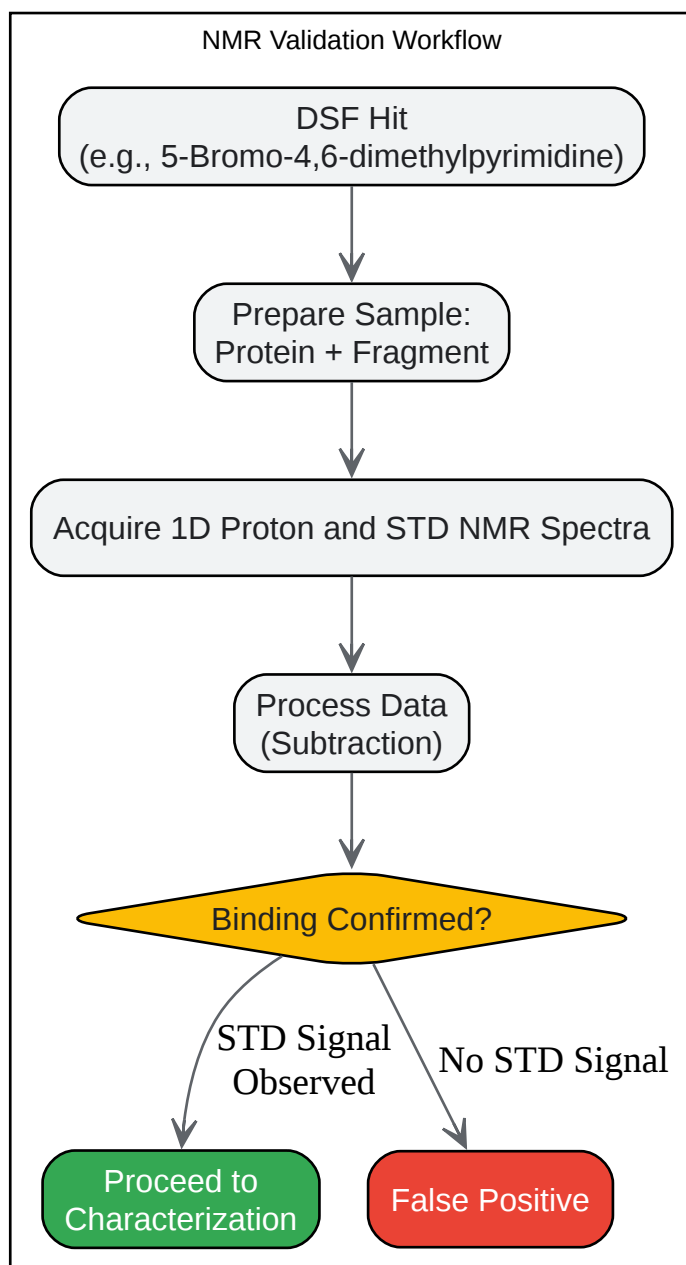 NMR Validation Workflow
DSF Hit
(e.g., 5-Bromo-4,6-dimethylpyrimidine)
Prepare Sample:
Protein + Fragment
Acquire 1D Proton and STD NMR Spectra
Process Data
(Subtraction)
Binding Confirmed?
STD Signal
Observed
No STD Signal
Proceed to
Characterization
False Positive